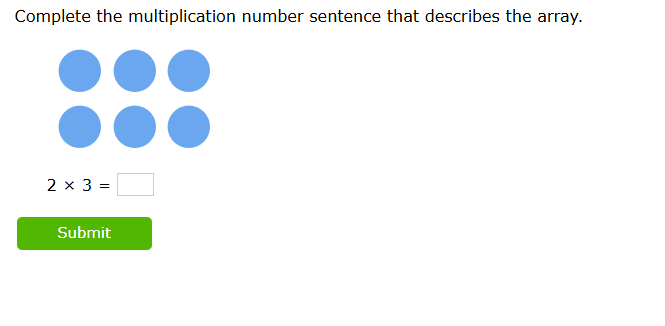 Complete the multiplication number sentence that describes the array.
2 × 3 =
Submit